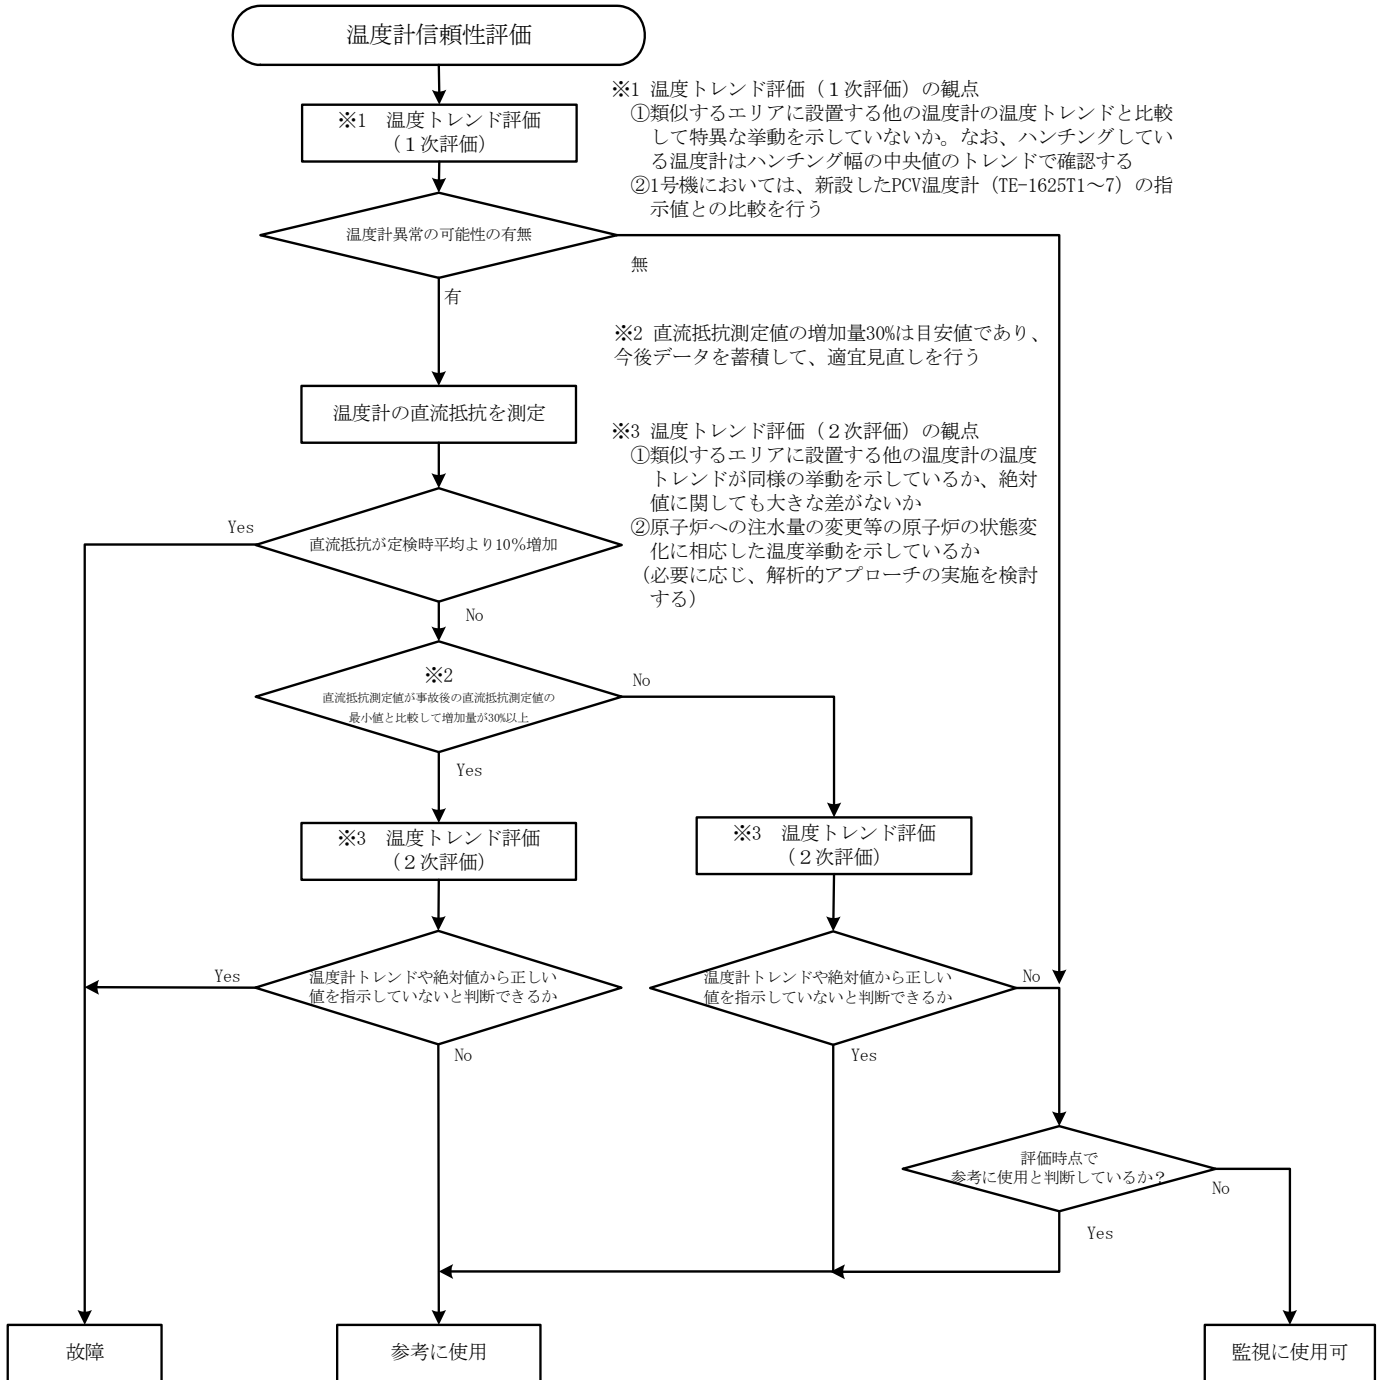 温度計信頼性評価
※1 温度トレンド評価
（１次評価）
※1 温度トレンド評価（１次評価）の観点
①類似するエリアに設置する他の温度計の温度トレンドと比較
して特異な挙動を示していないか。なお、ハンチングしてい
る温度計はハンチング幅の中央値のトレンドで確認する
②1号機においては、新設したPCV温度計（TE-1625T1～7）の指
示値との比較を行う
温度計異常の可能性の有無
無
有
※2 直流抵抗測定値の増加量30%は目安値であり、
今後データを蓄積して、適宜見直しを行う
温度計の直流抵抗を測定
※3 温度トレンド評価（２次評価）の観点
①類似するエリアに設置する他の温度計の温度
トレンドが同様の挙動を示しているか、絶対
値に関しても大きな差がないか
②原子炉への注水量の変更等の原子炉の状態変
化に相応した温度挙動を示しているか
（必要に応じ、解析的アプローチの実施を検討
する）
Yes
直流抵抗が定検時平均より10％増加
No
※2
直流抵抗測定値が事故後の直流抵抗測定値の
最小値と比較して増加量が30%以上
No
Yes
※3 温度トレンド評価
（２次評価）
※3 温度トレンド評価
（２次評価）
Yes
温度計トレンドや絶対値から正しい
値を指示していないと判断できるか
No
温度計トレンドや絶対値から正しい
値を指示していないと判断できるか
No
Yes
評価時点で
参考に使用と判断しているか？
No
Yes
故障
参考に使用
監視に使用可